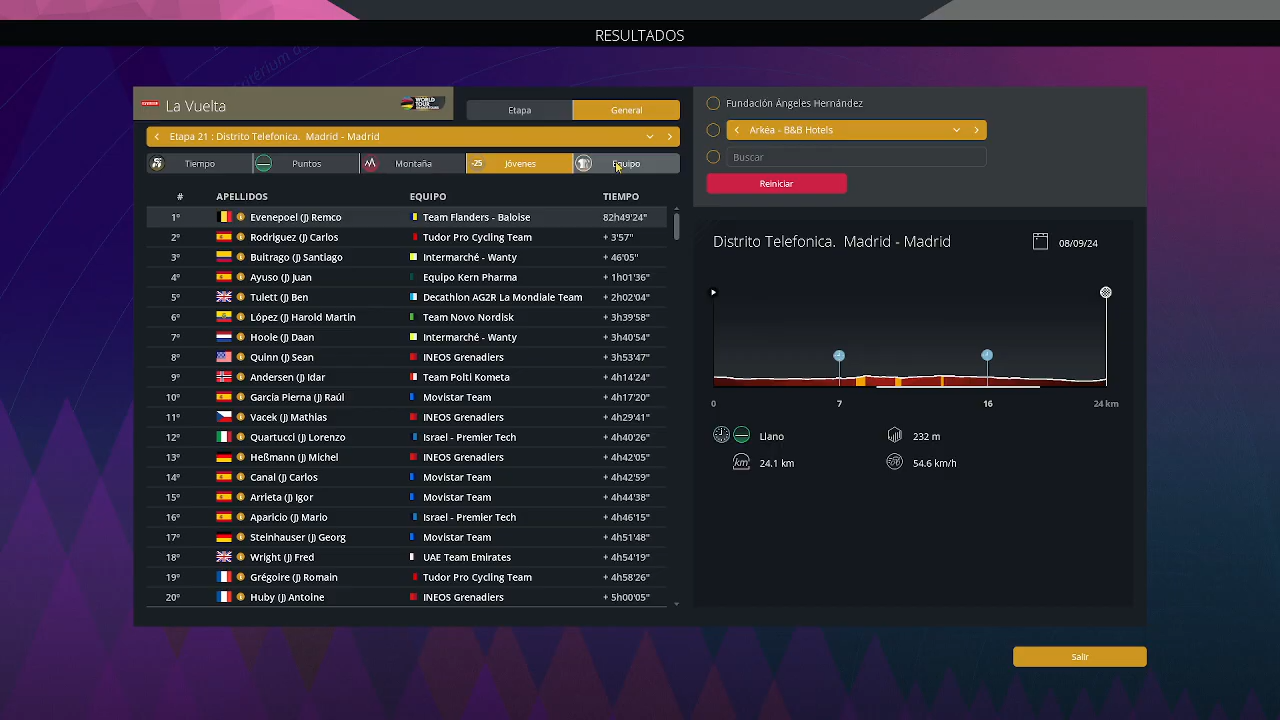 RESULTADOS
La Vuelta
WORLD TOUR
Etapa General
Etapa 21 : Distrito Telefonica. Madrid - Madrid
Tiempo Puntos Montaña -25 Jóvenes Equipo
# APELLIDOS EQUIPO TIEMPO
1º Evenepoel (J) Remco Team Flanders - Baloise 82h49'24"
2º Rodriguez (J) Carlos Tudor Pro Cycling Team + 3'57"
3º Buitrago (J) Santiago Intermarché - Wanty + 46'05"
4º Ayuso (J) Juan Equipo Kern Pharma + 1h01'36"
5º Tulett (J) Ben Decathlon AG2R La Mondiale Team + 2h02'04"
6º López (J) Harold Martin Team Novo Nordisk + 3h39'58"
7º Hoole (J) Daan Intermarché - Wanty + 3h40'54"
8º Quinn (J) Sean INEOS Grenadiers + 3h53'47"
9º Andersen (J) Idar Team Polti Kometa + 4h14'24"
10º García Pierna (J) Raúl Movistar Team + 4h17'20"
11º Vacek (J) Mathias INEOS Grenadiers + 4h29'41"
12º Quartucci (J) Lorenzo Israel - Premier Tech + 4h40'26"
13º Heßmann (J) Michel INEOS Grenadiers + 4h42'05"
14º Canal (J) Carlos Movistar Team + 4h42'59"
15º Arrieta (J) Igor Movistar Team + 4h44'38"
16º Aparicio (J) Mario Israel - Premier Tech + 4h46'15"
17º Steinhauser (J) Georg Movistar Team + 4h51'48"
18º Wright (J) Fred UAE Team Emirates + 4h54'19"
19º Grégoire (J) Romain Tudor Pro Cycling Team + 4h58'26"
20º Huby (J) Antoine INEOS Grenadiers + 5h00'05"
Fundación Ángeles Hernández
Arkéa - B&B Hotels
Buscar
Reiniciar
Distrito Telefonica. Madrid - Madrid 08/09/24
0 7 16 24 km
Llano 232 m
km 24.1 km 54.6 km/h
Salir